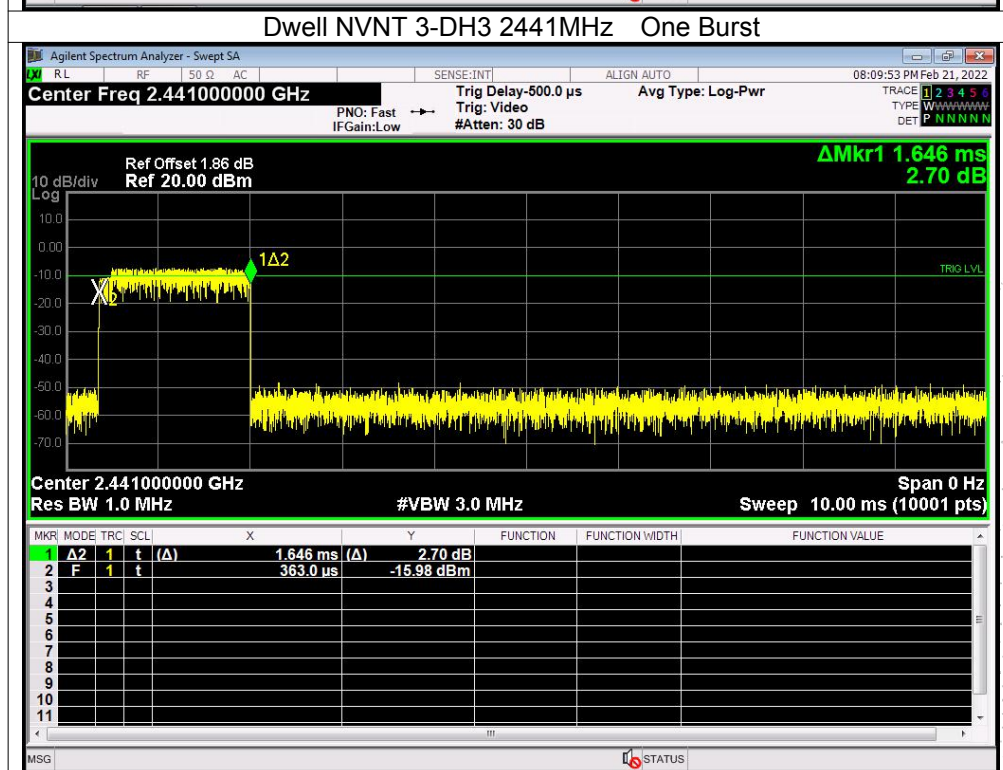 Dwell NVNT 3-DH3 2441MHz One Burst
Agilent Spectrum Analyzer - Swept SA
LXI RL RF 50 Ω AC SENSE:INT ALIGN AUTO 08:09:53 PM Feb 21, 2022
Center Freq 2.441000000 GHz Trig Delay-500.0 µs Avg Type: Log-Pwr TRACE 1 2 3 4 5 6
PNO: Fast Trig: Video TYPE WWWWWW
IFGain:Low #Atten: 30 dB DET P N N N N N
ΔMkr1 1.646 ms
2.70 dB
Ref Offset 1.86 dB
10 dB/div Ref 20.00 dBm
Log
10.0
0.00
1Δ2
-10.0
TRIG LVL
2
-20.0
-30.0
-40.0
-50.0
-60.0
-70.0
Center 2.441000000 GHz Span 0 Hz
Res BW 1.0 MHz #VBW 3.0 MHz Sweep 10.00 ms (10001 pts)
MKR MODE TRC SCL X Y FUNCTION FUNCTION WIDTH FUNCTION VALUE
1 Δ2 1 t (Δ) 1.646 ms (Δ) 2.70 dB
2 F 1 t 363.0 µs -15.98 dBm
3
4
5
6
7
8
9
10
11
MSG STATUS